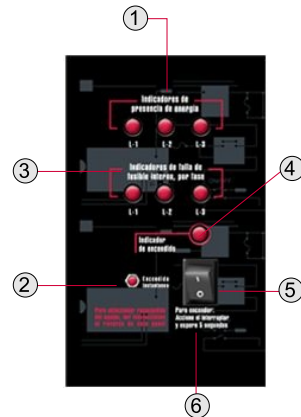 1
Indicadores de
presencia de energía
L-1 L-2 L-3
3
Indicadores de falla de
fusible interno, por fase
L-1 L-2 L-3
4
Indicador
de encendido
2
Encendido
instantáneo
I
O
5
Para encender:
Accione el interruptor
y espere 5 segundos
6